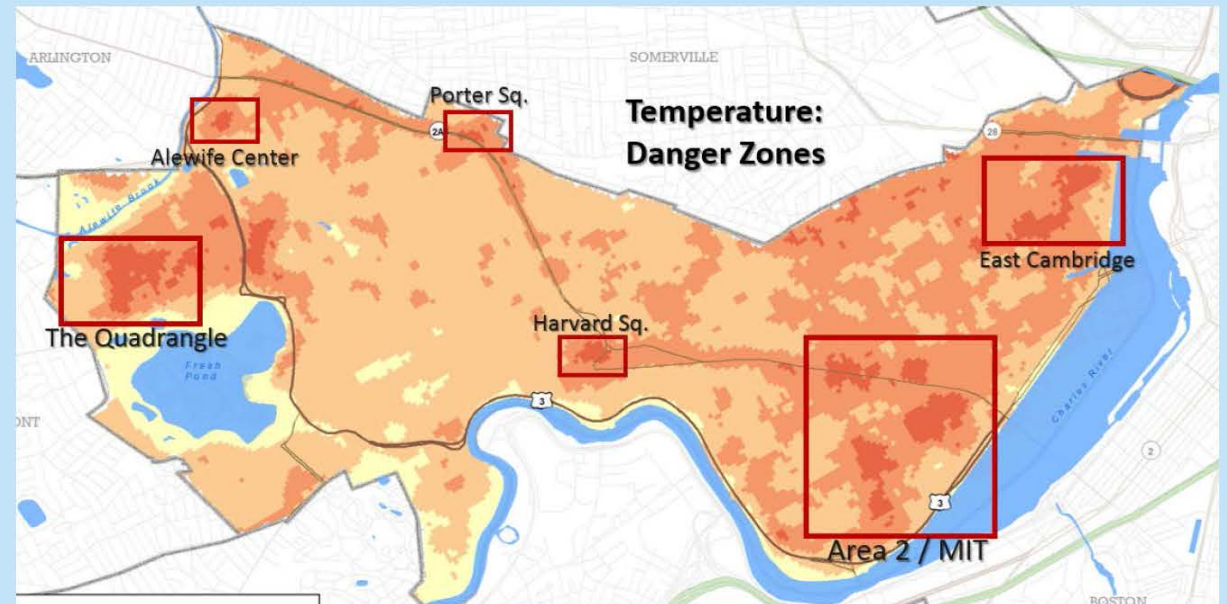 ARLINGTON
SOMERVILLE
Porter Sq.
2A
Temperature:
Danger Zones
28
Alewife Center
Alewife Brook
East Cambridge
The Quadrangle
Harvard Sq.
Fresh
Pond
3
Charles River
ONT
2
3
Area 2 / MIT
BOSTON